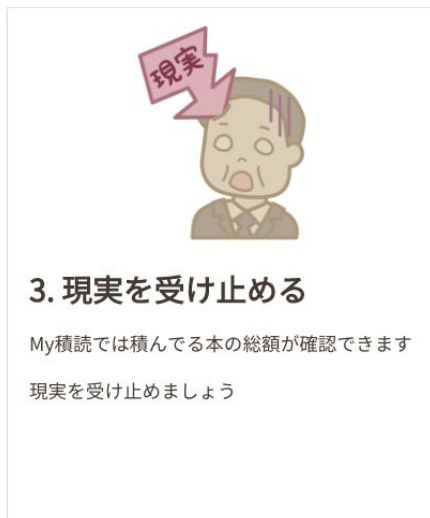 現実
3. 現実を受け止める
My積読では積んでる本の総額が確認できます
現実を受け止めましょう